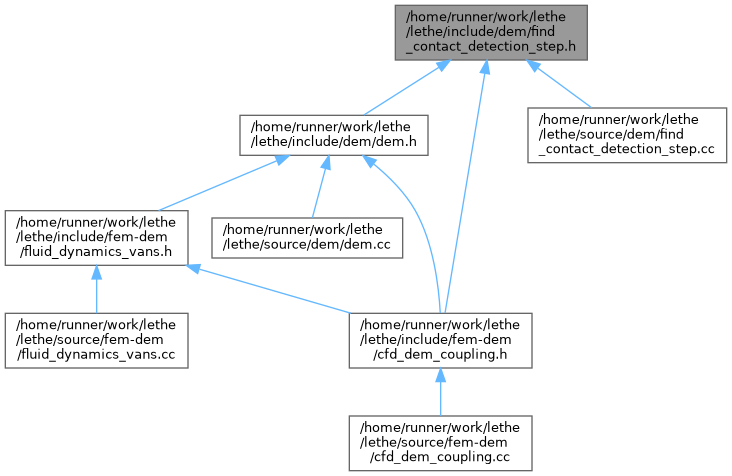 /home/runner/work/lethe
/lethe/include/dem/find
_contact_detection_step.h
/home/runner/work/lethe
/lethe/include/dem/dem.h
/home/runner/work/lethe
/lethe/source/dem/find
_contact_detection_step.cc
/home/runner/work/lethe
/lethe/include/fem-dem
/fluid_dynamics_vans.h
/home/runner/work/lethe
/lethe/source/dem/dem.cc
/home/runner/work/lethe
/lethe/source/fem-dem
/fluid_dynamics_vans.cc
/home/runner/work/lethe
/lethe/include/fem-dem
/cfd_dem_coupling.h
/home/runner/work/lethe
/lethe/source/fem-dem
/cfd_dem_coupling.cc